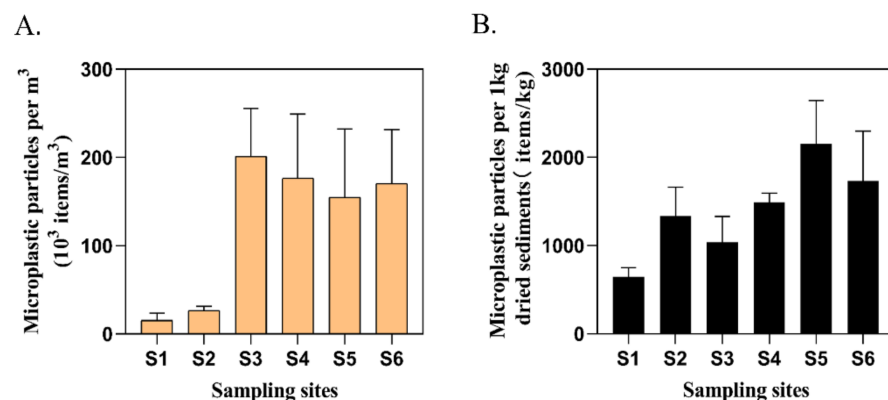 A.
Microplastic particles per m³
(10³ items/m³)
300
200
100
0
S1 S2 S3 S4 S5 S6
Sampling sites
B.
Microplastic particles per 1kg
dried sediments( items/kg)
3000
2000
1000
0
S1 S2 S3 S4 S5 S6
Sampling sites